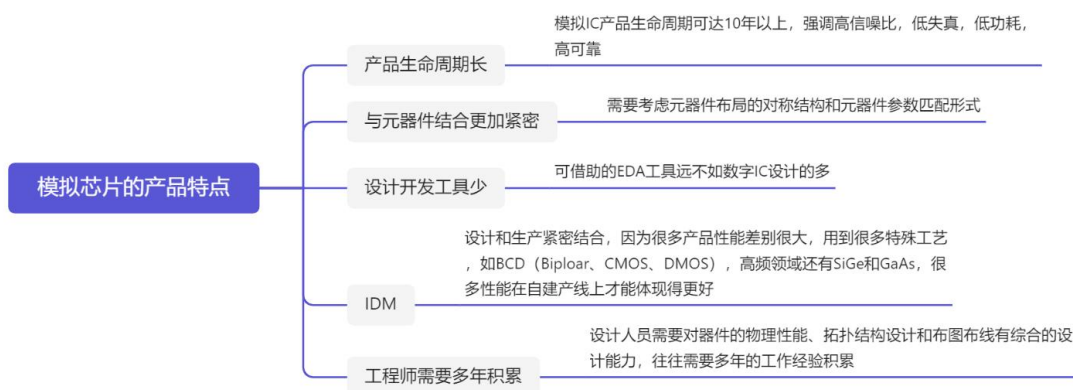 模拟芯片的产品特点
产品生命周期长
模拟IC产品生命周期可达10年以上，强调高信噪比，低失真，低功耗，
高可靠
与元器件结合更加紧密
需要考虑元器件布局的对称结构和元器件参数匹配形式
设计开发工具少
可借助的EDA工具远不如数字IC设计的多
IDM
设计和生产紧密结合，因为很多产品性能差别很大，用到很多特殊工艺
，如BCD（Biploar、CMOS、DMOS），高频领域还有SiGe和GaAs，很
多性能在自建产线上才能体现得更好
工程师需要多年积累
设计人员需要对器件的物理性能、拓扑结构设计和布图布线有综合的设
计能力，往往需要多年的工作经验积累